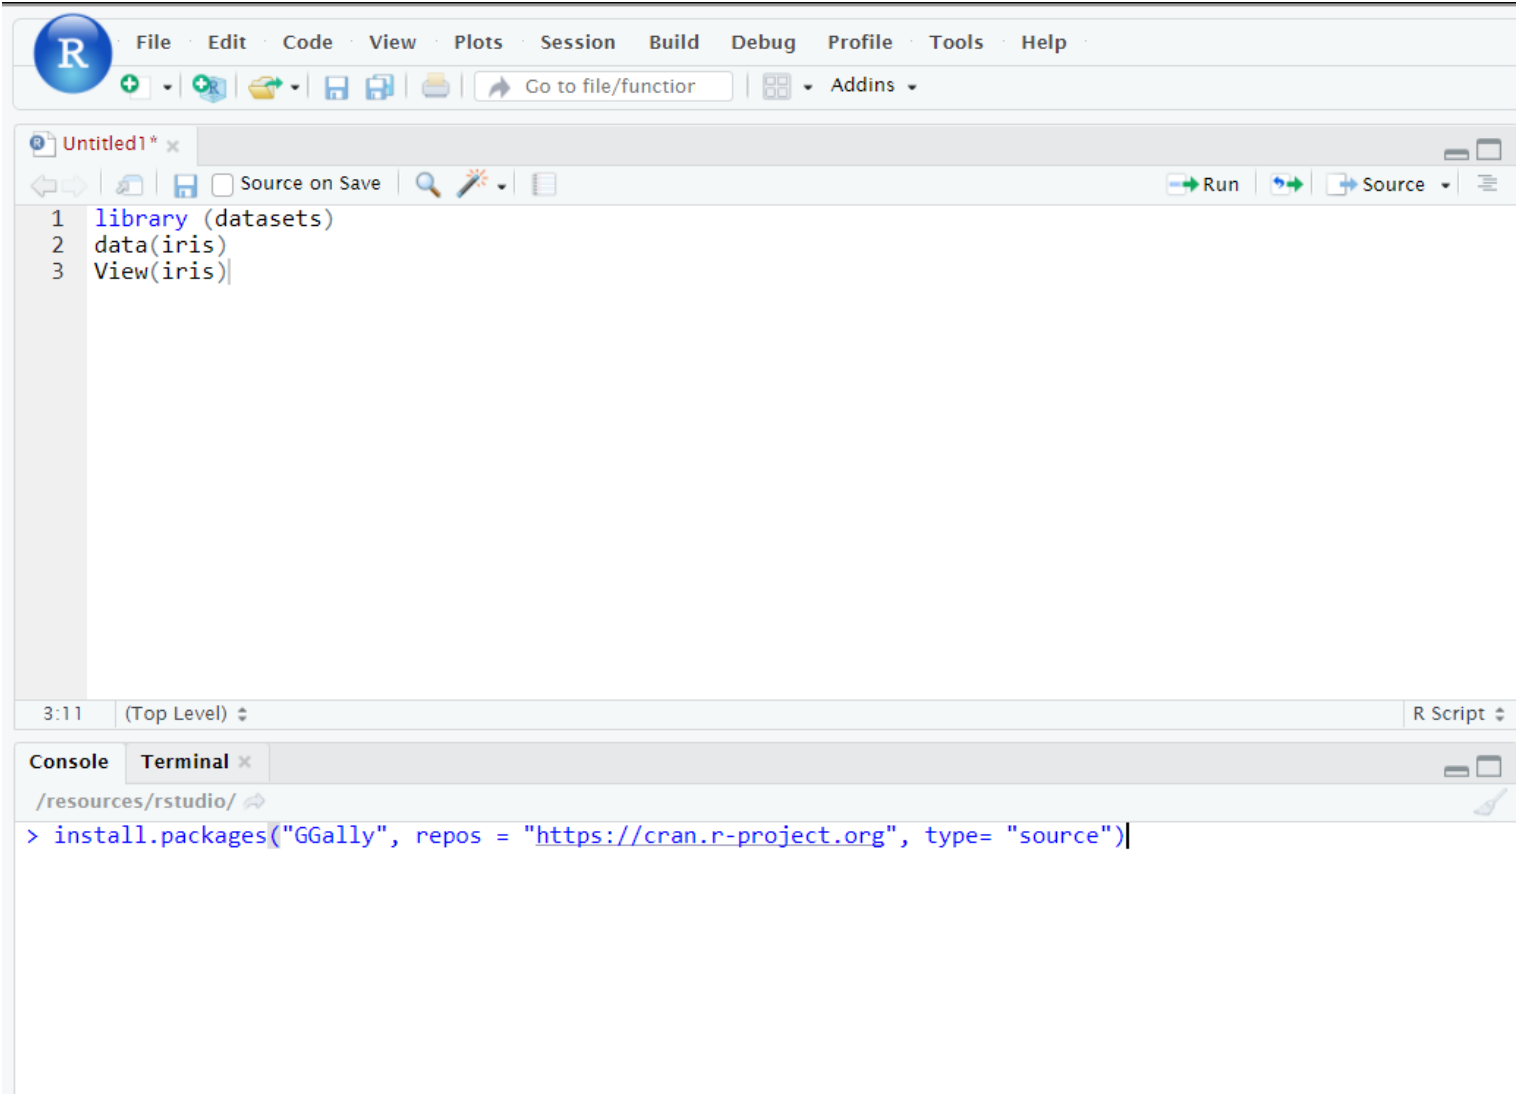 R
File Edit Code View Plots Session Build Debug Profile Tools Help
R Go to file/function Addins
R Untitled1* x
Source on Save Run Source
1 library (datasets)
2 data(iris)
3 View(iris)
3:11 (Top Level) R Script
Console Terminal x
/resources/rstudio/
> install.packages("GGally", repos = "https://cran.r-project.org", type= "source")